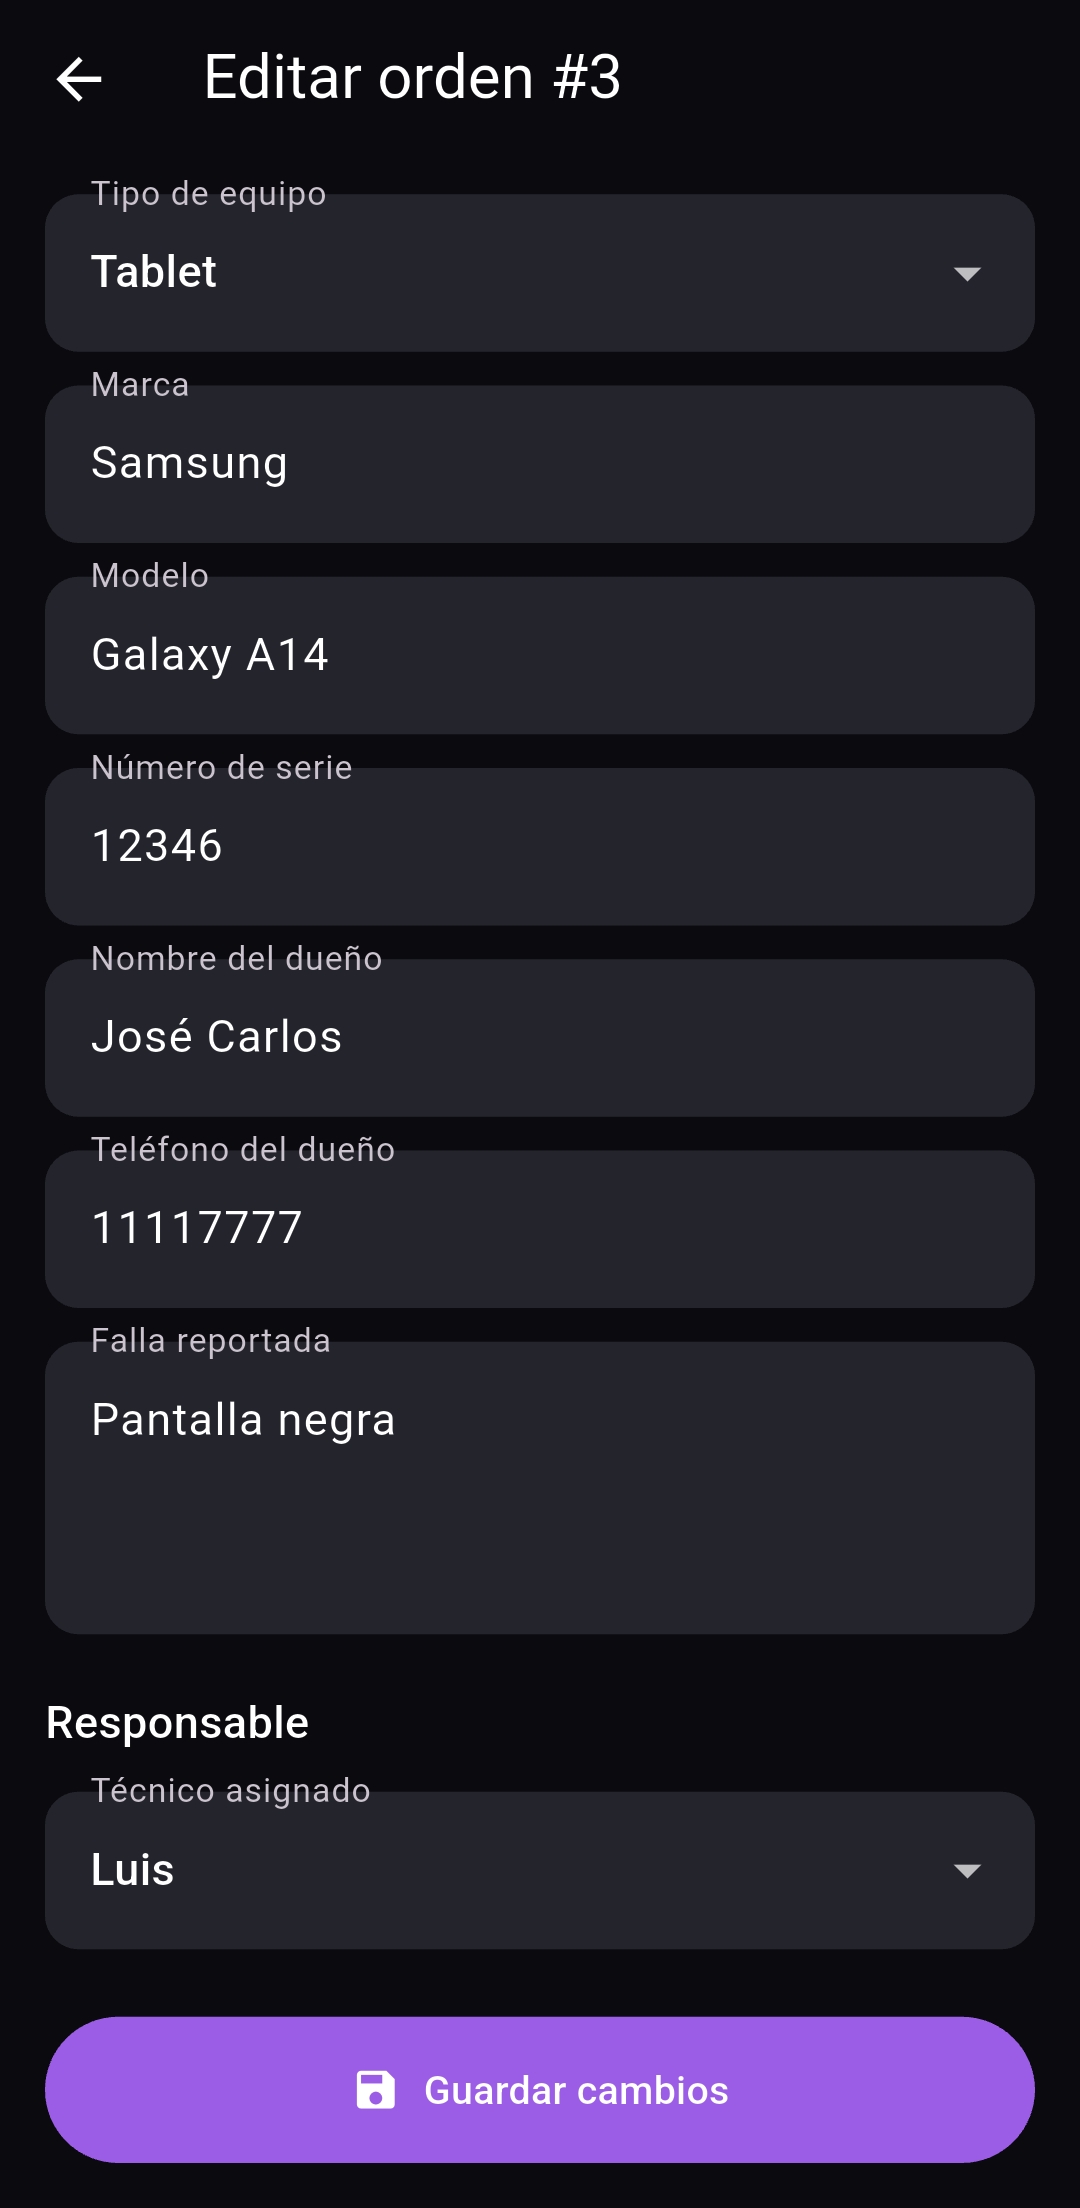 Editar orden #3
Tipo de equipo
Tablet
Marca
Samsung
Modelo
Galaxy A14
Número de serie
12346
Nombre del dueño
José Carlos
Teléfono del dueño
11117777
Falla reportada
Pantalla negra
Responsable
Técnico asignado
Luis
Guardar cambios